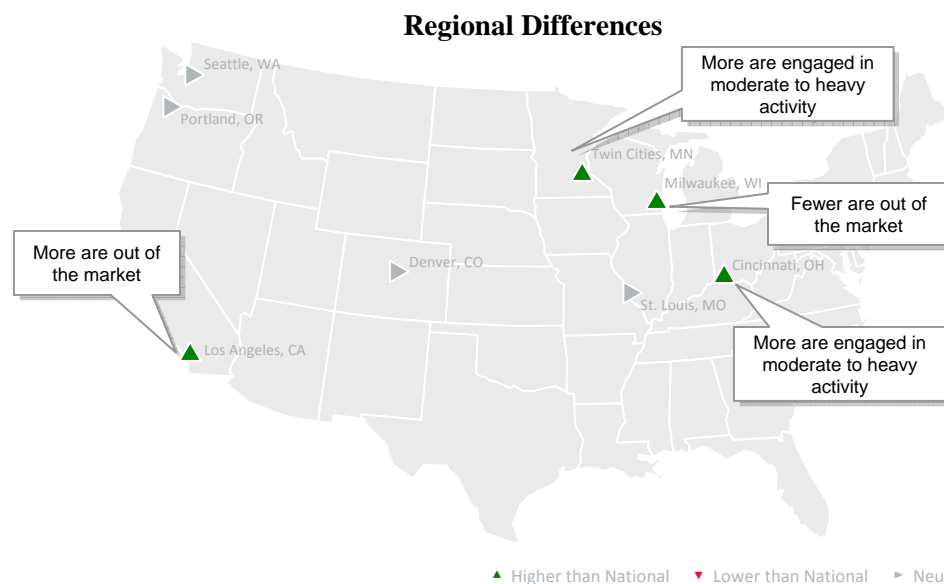 Regional Differences
Seattle, WA
More are engaged in
moderate to heavy
activity
Portland, OR
Twin Cities, MN
Milwaukee, WI
Fewer are out of
the market
More are out of
the market
Denver, CO
Cincinnati, OH
St. Louis, MO
Los Angeles, CA
More are engaged in
moderate to heavy
activity
▲ Higher than National ▼ Lower than National ► Neu